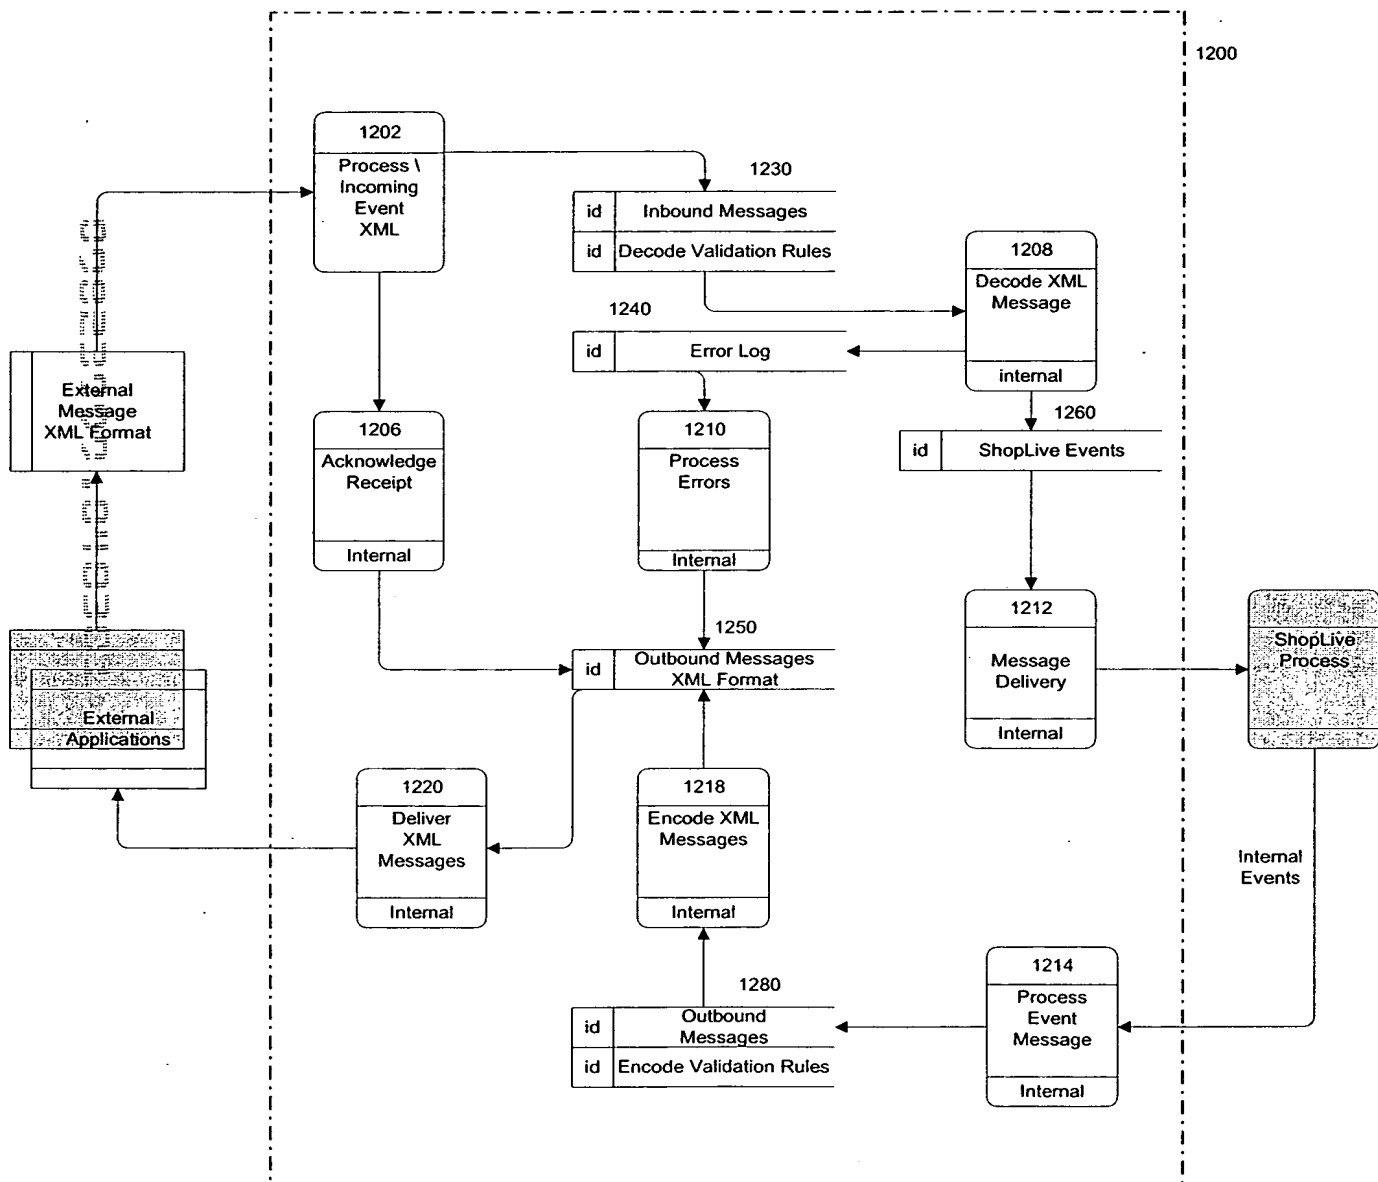 1200
1202
Process \
Incoming
Event
XML
1230
id Inbound Messages
id Decode Validation Rules
1208
Decode XML
Message
internal
1240
id Error Log
External
Message
XML Format
1206
Acknowledge
Receipt
Internal
1210
Process
Errors
Internal
1260
id ShopLive Events
1250
id Outbound Messages
XML Format
1212
Message
Delivery
Internal
ShopLive
Process
External
Applications
1220
Deliver
XML
Messages
Internal
1218
Encode XML
Messages
Internal
Internal
Events
1280
id Outbound
Messages
id Encode Validation Rules
1214
Process
Event
Message
Internal